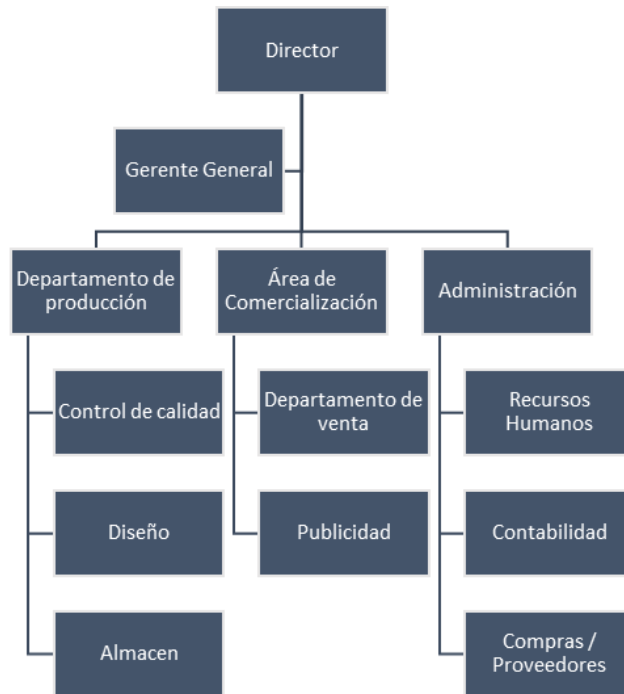 Director
Gerente General
Departamento de
producción
Área de
Comercialización
Administración
Control de calidad
Departamento de
venta
Recursos
Humanos
Diseño
Publicidad
Contabilidad
Almacen
Compras /
Proveedores